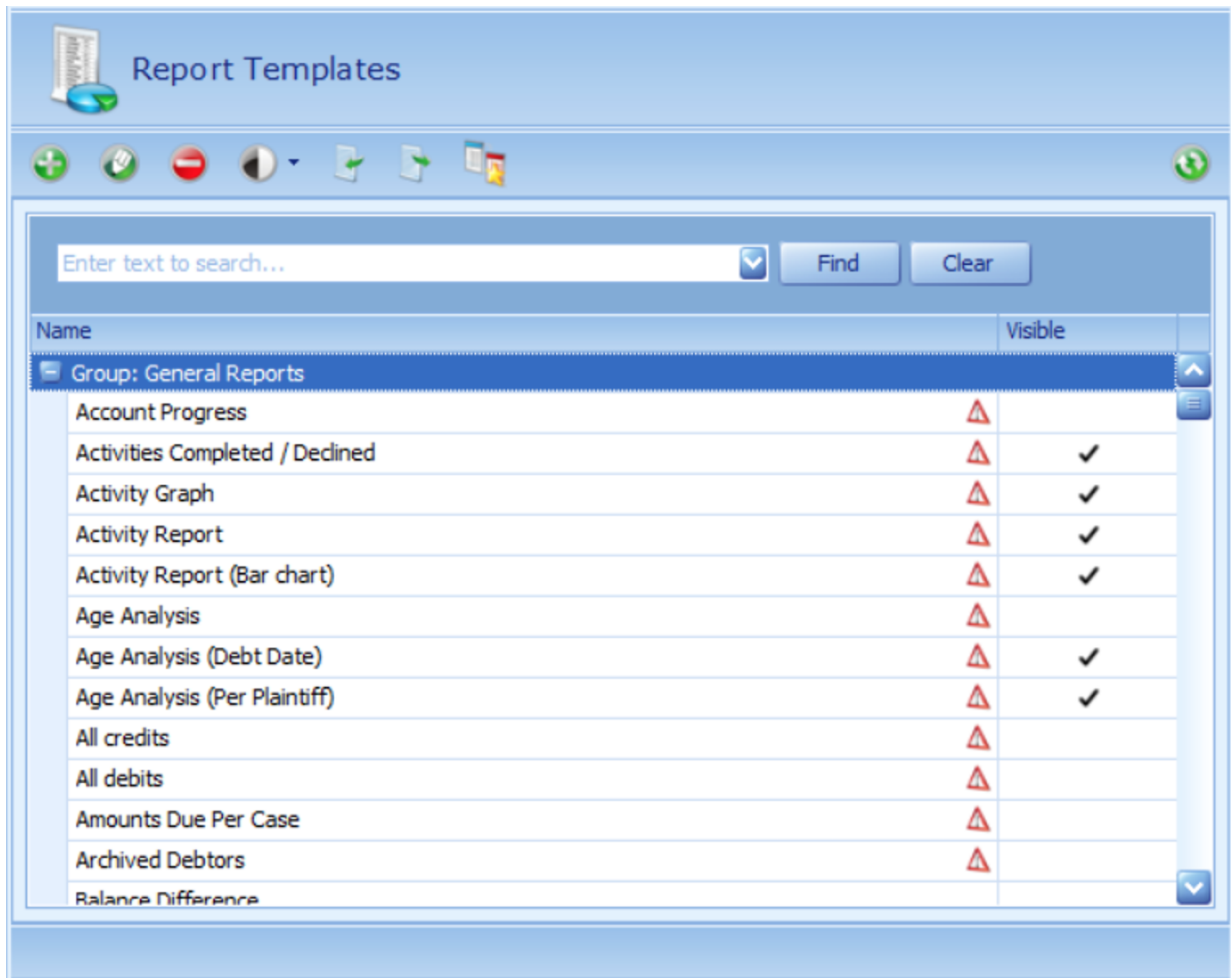 Report Templates
Enter text to search...
Find
Clear
Name
Visible
Group: General Reports
Account Progress
Activities Completed / Declined
Activity Graph
Activity Report
Activity Report (Bar chart)
Age Analysis
Age Analysis (Debt Date)
Age Analysis (Per Plaintiff)
All credits
All debits
Amounts Due Per Case
Archived Debtors
Balance Difference